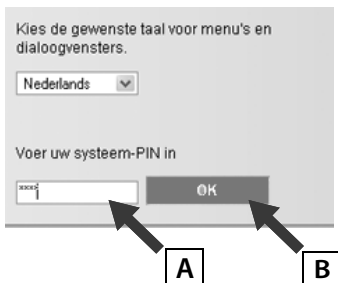 Kies de gewenste taal voor menu's en
dialoogvensters.
Nederlands
Voer uw systeem-PIN in
****
OK
A
B